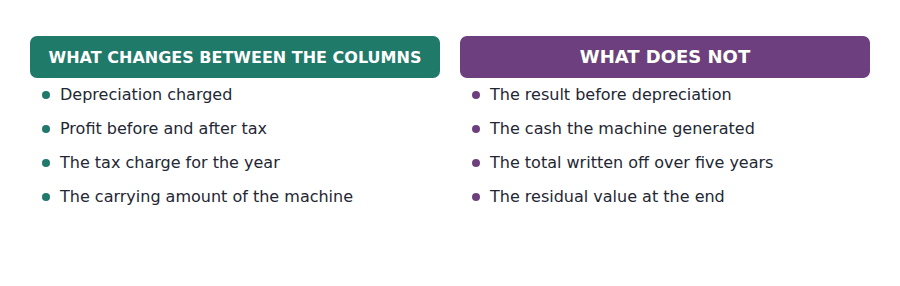 WHAT CHANGES BETWEEN THE COLUMNS
Depreciation charged
Profit before and after tax
The tax charge for the year
The carrying amount of the machine
WHAT DOES NOT
The result before depreciation
The cash the machine generated
The total written off over five years
The residual value at the end